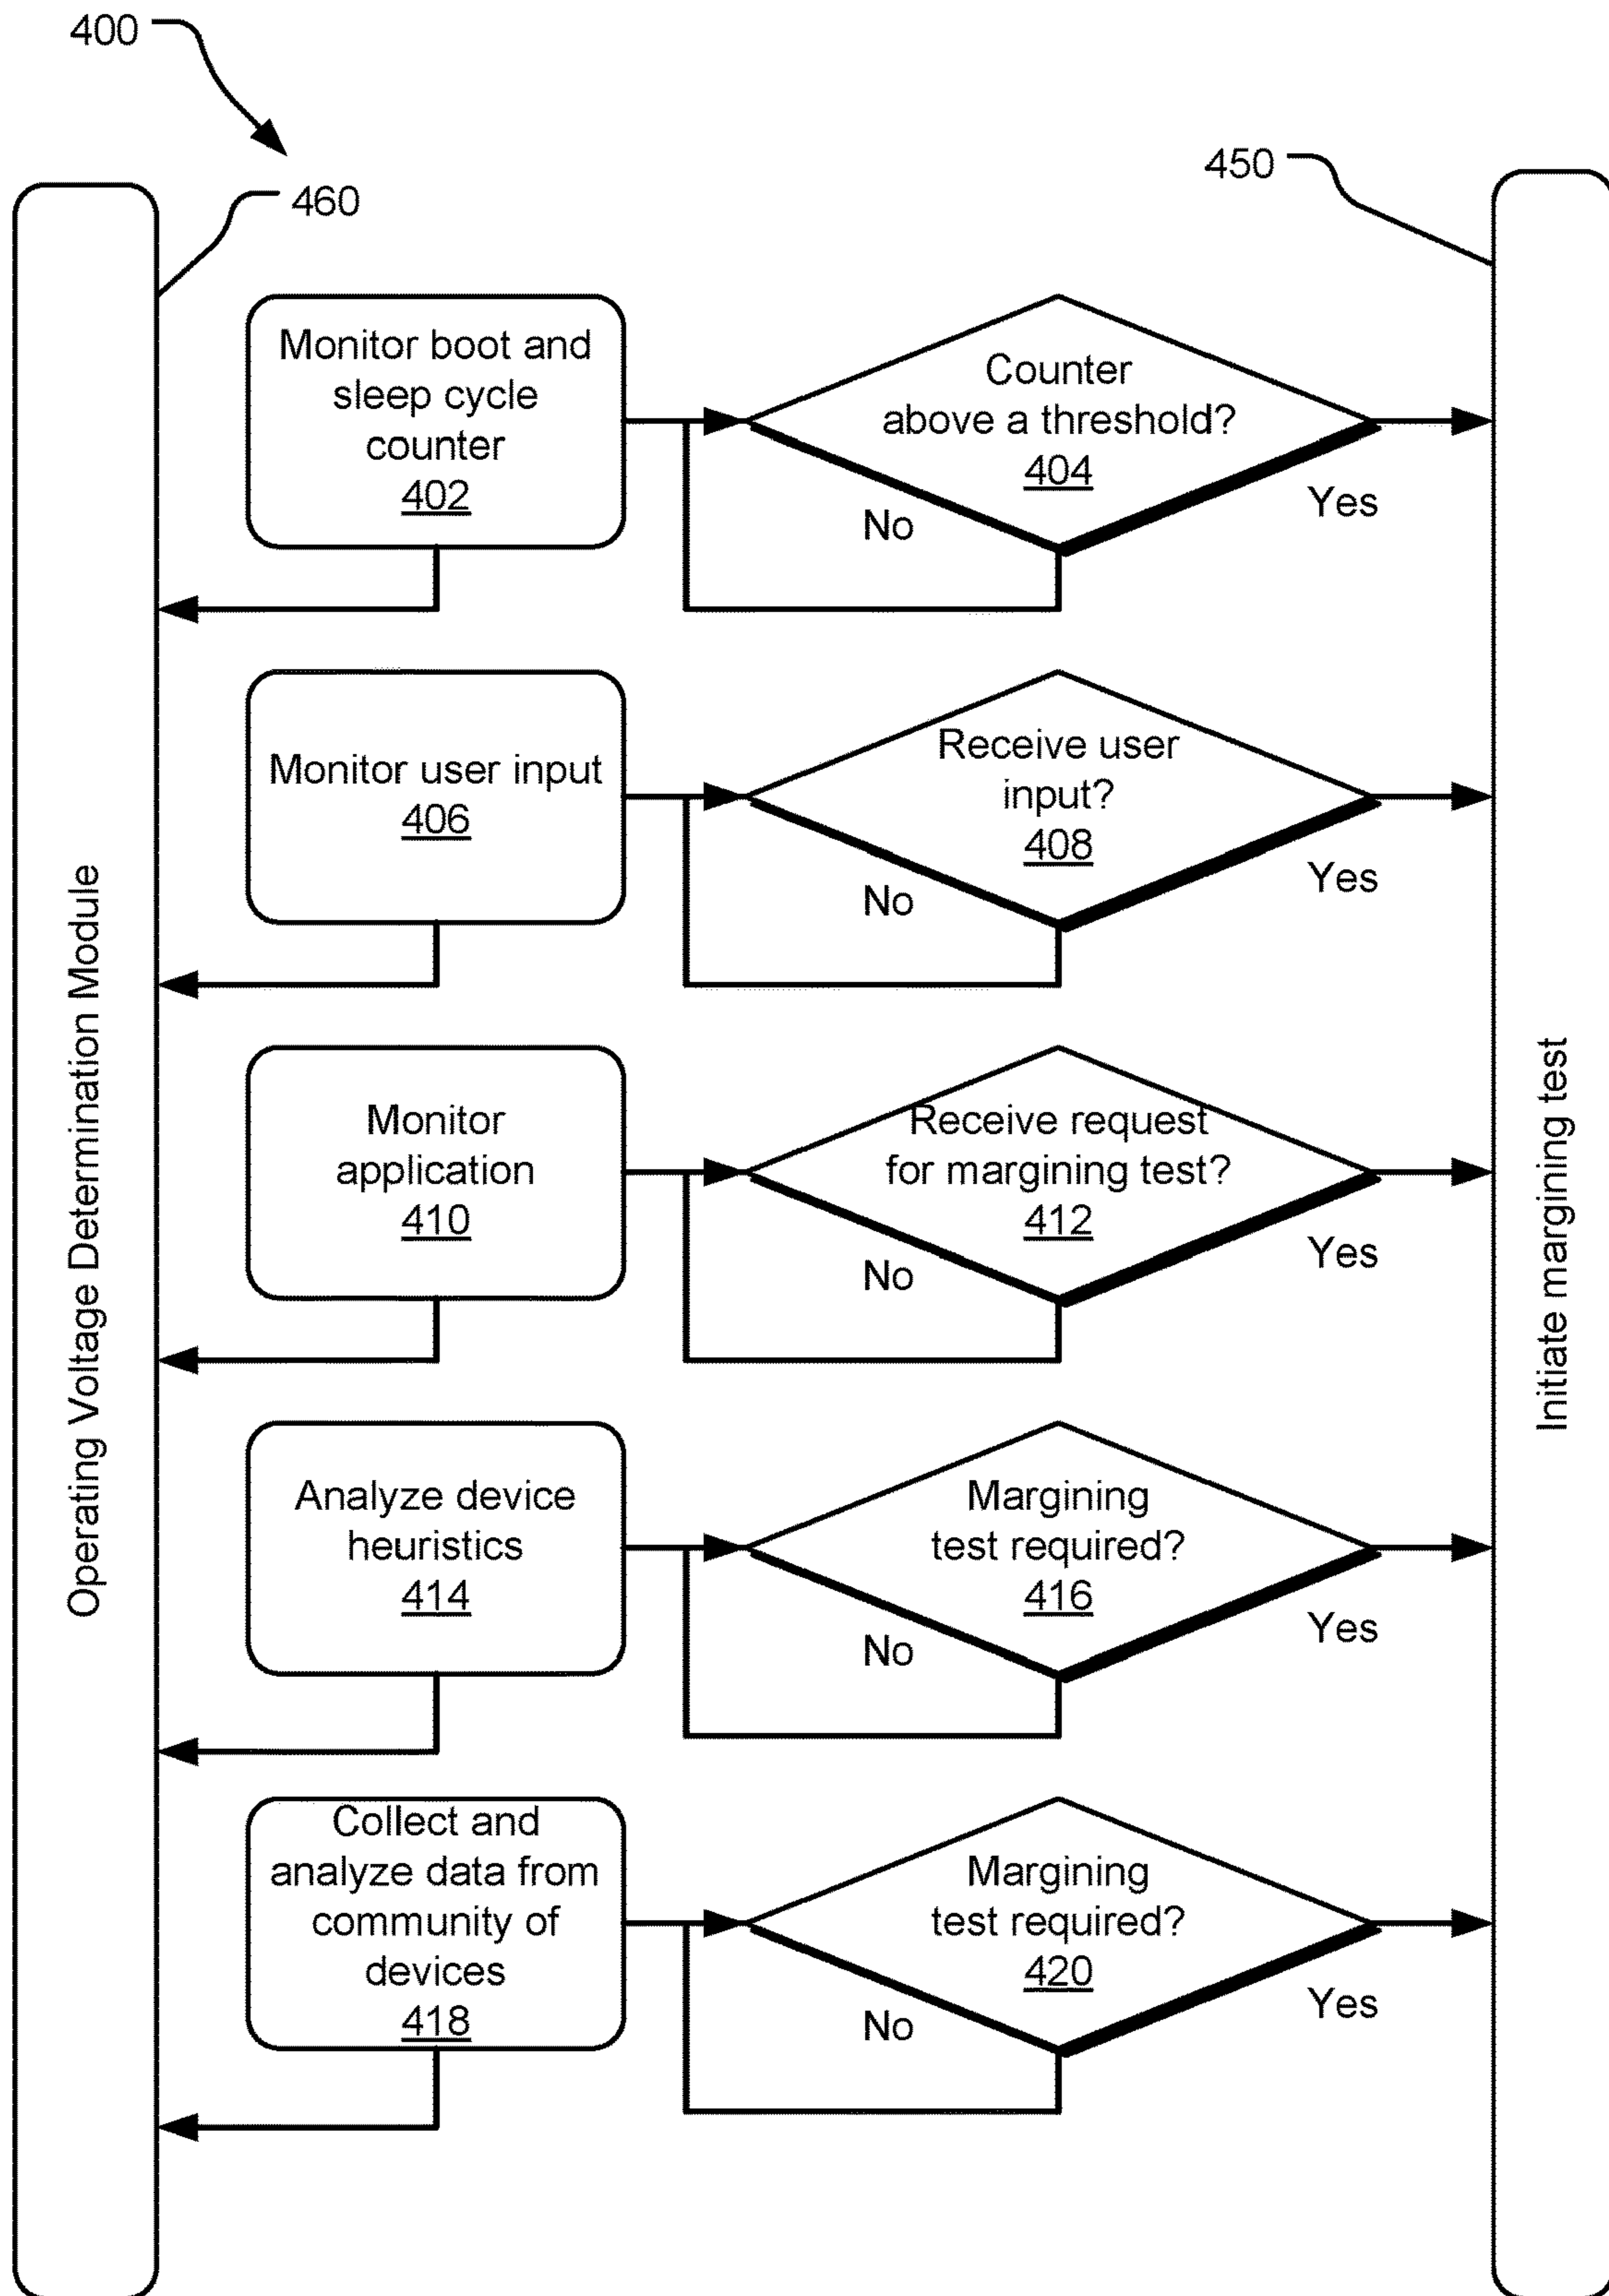 400
460
450
Operating Voltage Determination Module
Monitor boot and
sleep cycle
counter
402
Counter
above a threshold?
404
No
Yes
Monitor user input
406
Receive user
input?
408
No
Yes
Monitor
application
410
Receive request
for margining test?
412
No
Yes
Analyze device
heuristics
414
Margining
test required?
416
No
Yes
Collect and
analyze data from
community of
devices
418
Margining
test required?
420
No
Yes
Initiate margining test